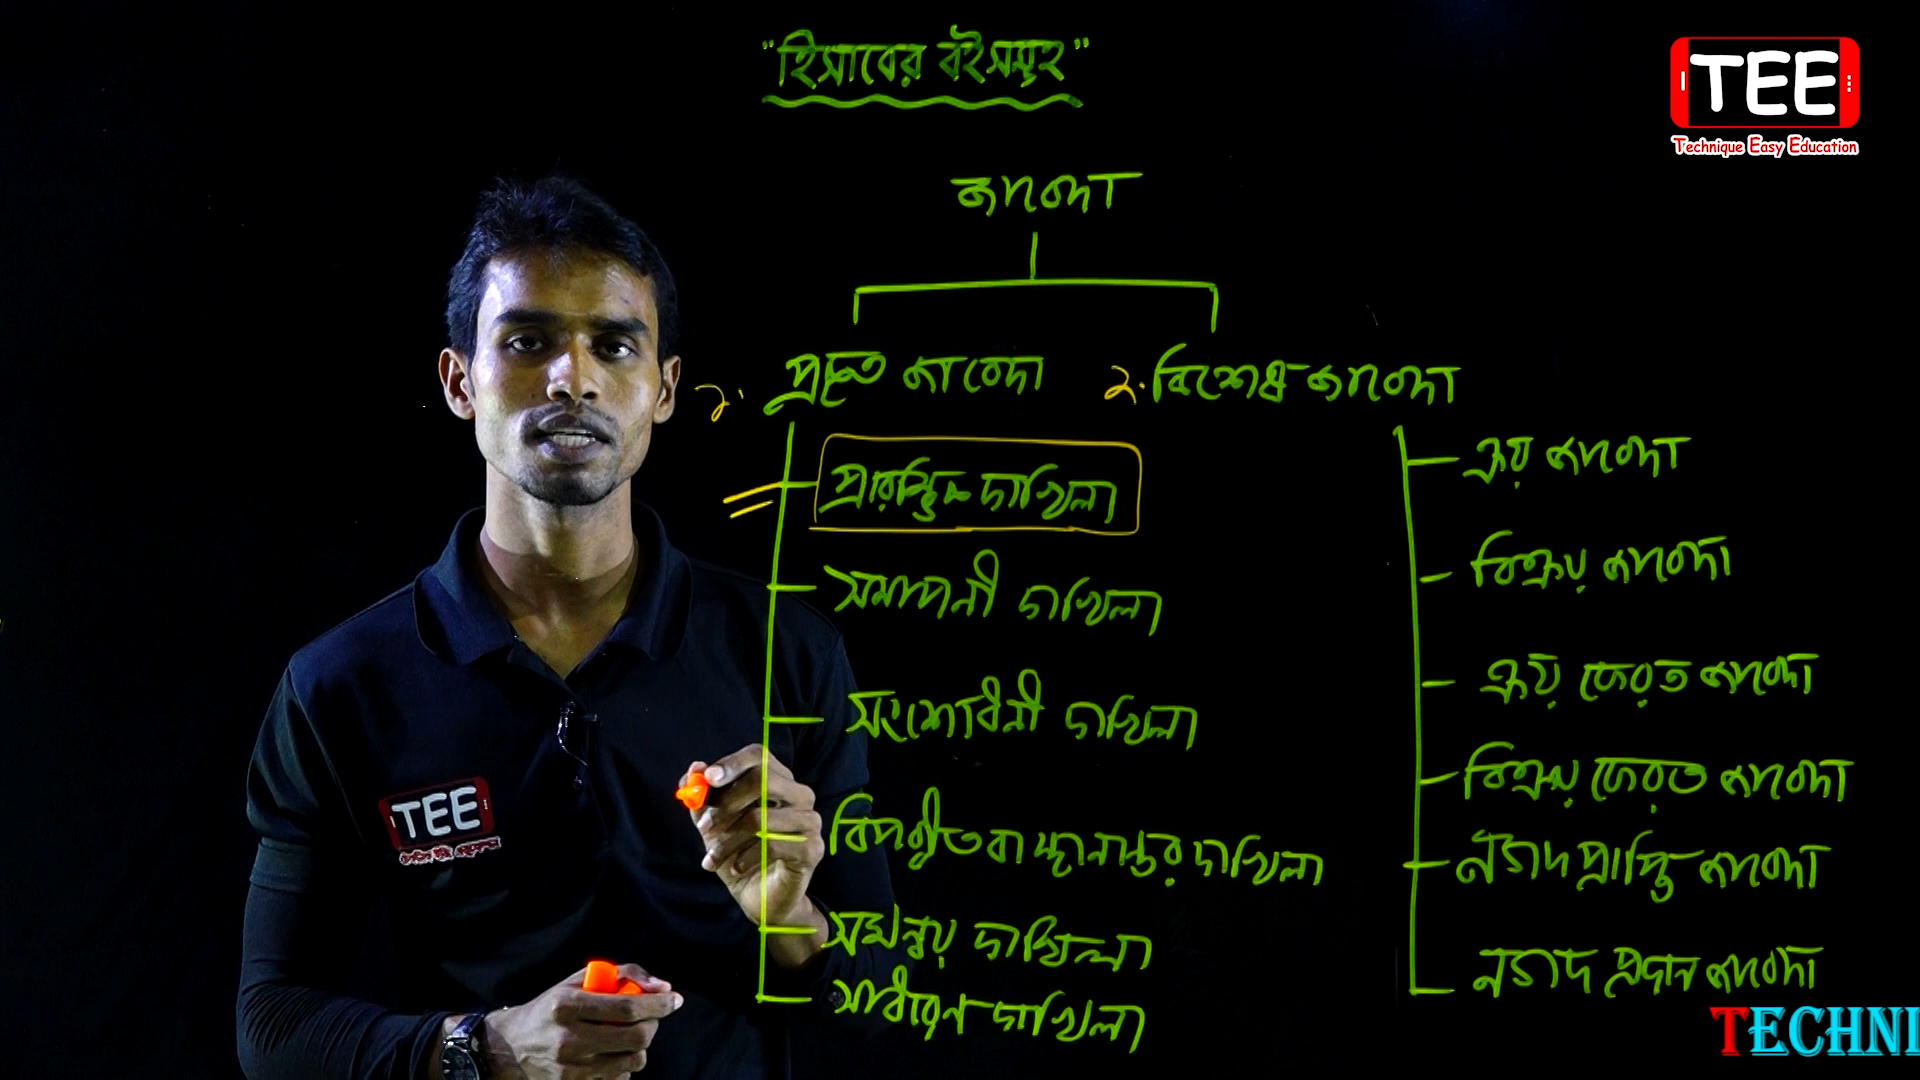 "হিসাবের বইসমূহ"
TEE
Technique Easy Education
জাবেদা
১. প্রকৃত জাবেদা
২. বিশেষ জাবেদা
প্রারম্ভিক দাখিলা
সমাপনী দাখিলা
সংশোধনী দাখিলা
বিপরীত বা স্থানান্তর দাখিলা
সমন্বয় দাখিলা
সাধারণ দাখিলা
ক্রয় জাবেদা
বিক্রয় জাবেদা
ক্রয় ফেরত জাবেদা
বিক্রয় ফেরত জাবেদা
নগদ প্রাপ্তি জাবেদা
নগদ প্রদান জাবেদা
TEE
TECHNI